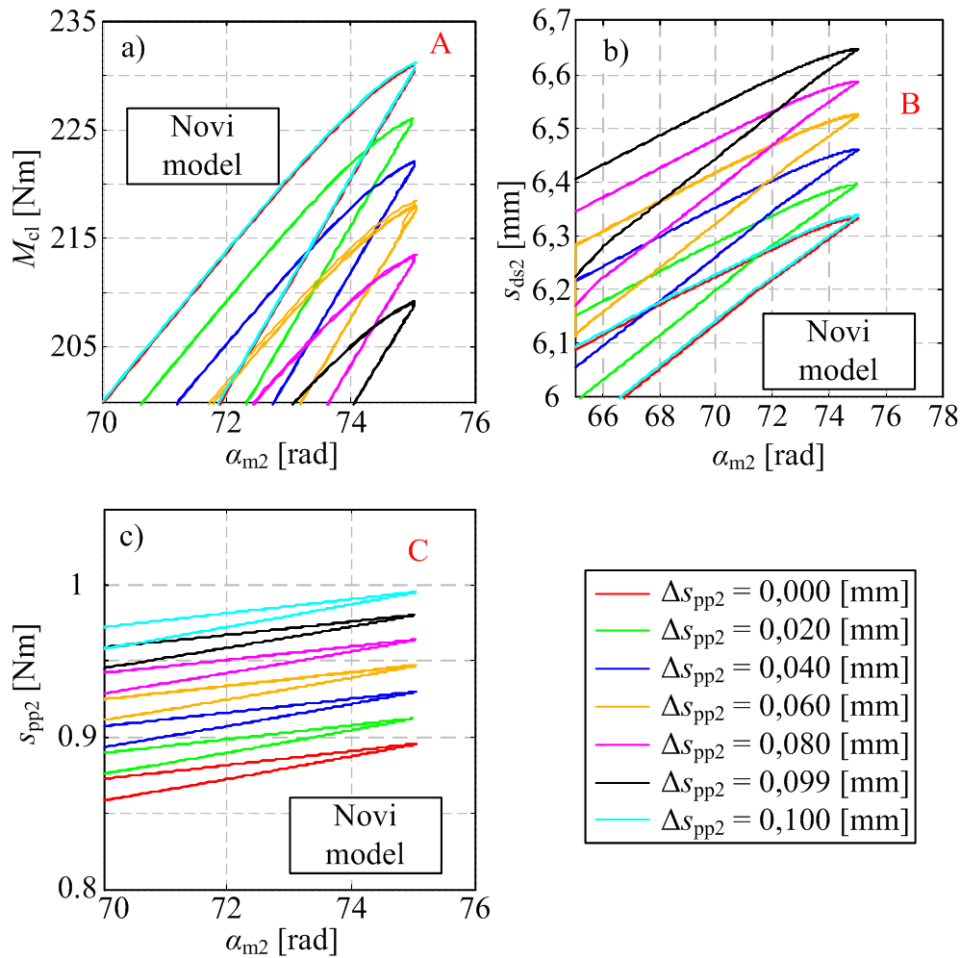 a)
A
Novi
model
235
230
225
220
215
205
70
72
74
76
M_cl [Nm]
α_m2 [rad]
b)
B
6,7
6,6
6,5
6,4
6,3
6,2
6,1
6
66
68
70
72
74
76
78
s_ds2 [mm]
α_m2 [rad]
Novi
model
c)
C
1
0.9
0.8
70
72
74
76
s_pp2 [Nm]
α_m2 [rad]
Novi
model
Δs_pp2 = 0,000 [mm]
Δs_pp2 = 0,020 [mm]
Δs_pp2 = 0,040 [mm]
Δs_pp2 = 0,060 [mm]
Δs_pp2 = 0,080 [mm]
Δs_pp2 = 0,099 [mm]
Δs_pp2 = 0,100 [mm]